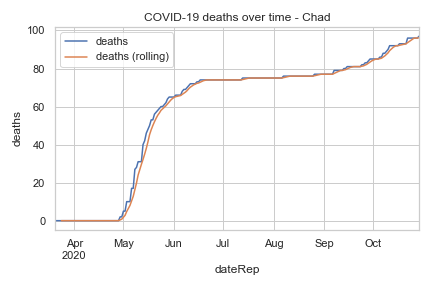 COVID-19 deaths over time - Chad
deaths
deaths (rolling)
100
80
60
40
20
0
deaths
Apr
2020
May
Jun
Jul
Aug
Sep
Oct
dateRep